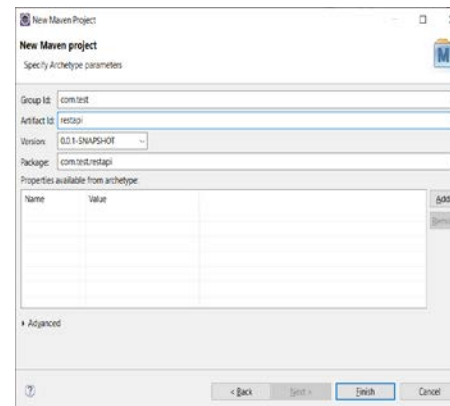 New Maven Project
New Maven project
Specify Archetype parameters
M
Group Id: com.test
Artifact Id: restapi
Version: 0.0.1-SNAPSHOT
Package: com.test.restapi
Properties available from archetype:
Name Value
Add
▸ Advanced
? < Back Next > Finish Cancel